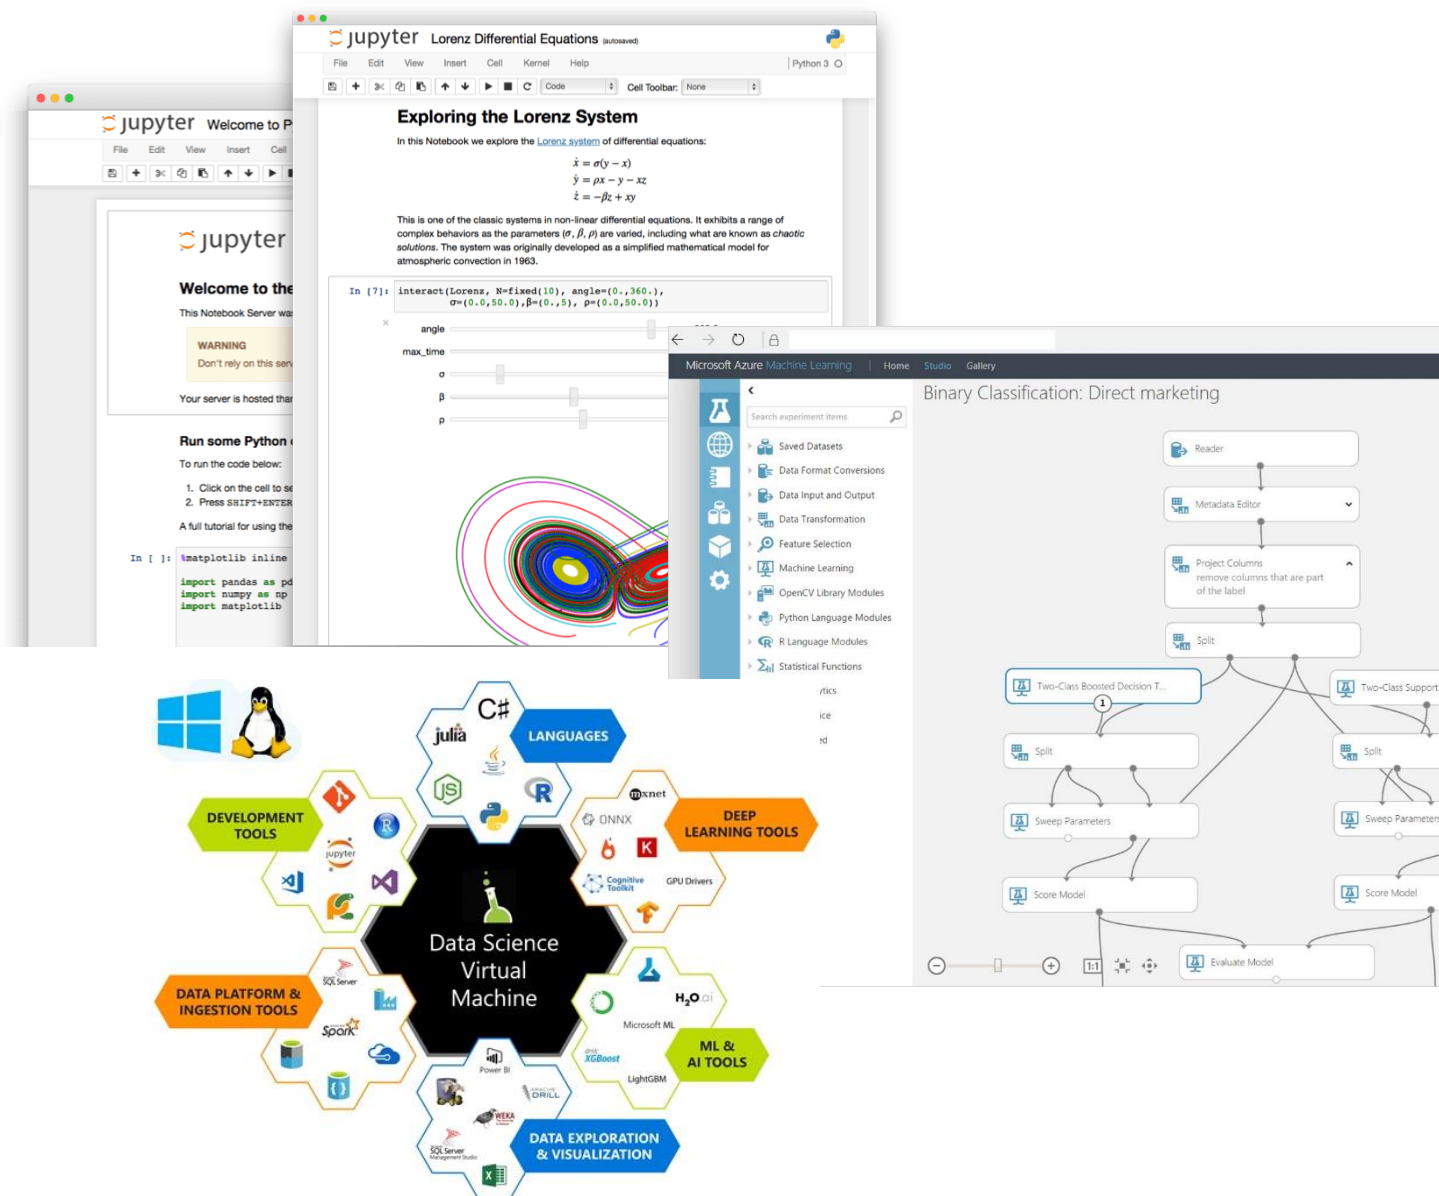 jupyter Lorenz Differential Equations (autosaved)
File Edit View Insert Cell Kernel Help Python 3
Code Cell Toolbar: None
Exploring the Lorenz System
In this Notebook we explore the Lorenz system of differential equations:
ẋ = σ(y − x)
ẏ = ρx − y − xz
ż = −βz + xy
This is one of the classic systems in non-linear differential equations. It exhibits a range of
complex behaviors as the parameters (σ, β, ρ) are varied, including what are known as chaotic
solutions. The system was originally developed as a simplified mathematical model for
atmospheric convection in 1963.
In [7]: interact(Lorenz, N=fixed(10), angle=(0.,360.),
σ=(0.0,50.0),β=(0.,5), ρ=(0.0,50.0))
angle
max_time
σ
β
ρ
jupyter Welcome to P
File Edit View Insert Cell
jupyter
Welcome to the
This Notebook Server was
WARNING
Don't rely on this serv
Your server is hosted than
Run some Python
To run the code below:
1. Click on the cell to se
2. Press SHIFT+ENTER
A full tutorial for using the
In [ ]: %matplotlib inline
import pandas as pd
import numpy as np
import matplotlib
Microsoft Azure Machine Learning | Home Studio Gallery
Search experiment items
Saved Datasets
Data Format Conversions
Data Input and Output
Data Transformation
Feature Selection
Machine Learning
OpenCV Library Modules
Python Language Modules
R Language Modules
Statistical Functions
ytics
ice
ed
Binary Classification: Direct marketing
Reader
Metadata Editor
Project Columns
remove columns that are part
of the label
Split
Two-Class Boosted Decision T...
Two-Class Support
1
Split
Split
Sweep Parameters
Sweep Parameters
Score Model
Score Model
Evaluate Model
1:1
C#
julia
JS
R
LANGUAGES
DEVELOPMENT
TOOLS
R
jupyter
mxnet
ONNX
K
Cognitive
Toolkit
GPU Drivers
DEEP
LEARNING TOOLS
Data Science
Virtual
Machine
DATA PLATFORM &
INGESTION TOOLS
SQL Server
Spark
H2O.ai
Microsoft ML
XGBoost
LightGBM
ML &
AI TOOLS
Power BI
APACHE
DRILL
WEKA
SQL Server
Management Studio
X
DATA EXPLORATION
& VISUALIZATION